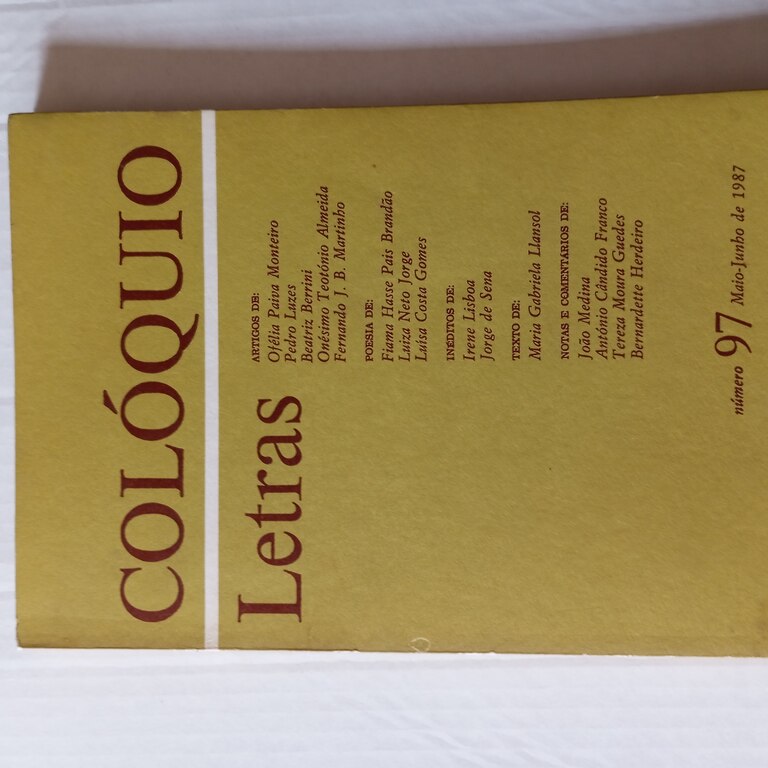 COLÓQUIO
Letras
ARTIGOS DE:
Ofélia Paiva Monteiro
Pedro Luzes
Beatriz Berrini
Onésimo Teotónio Almeida
Fernando J. B. Martinho
POESIA DE:
Fiama Hasse Pais Brandão
Luiza Neto Jorge
Luísa Costa Gomes
INÉDITOS DE:
Irene Lisboa
Jorge de Sena
TEXTO DE:
Maria Gabriela Llansol
NOTAS E COMENTÁRIOS DE:
João Medina
António Cândido Franco
Tereza Moura Guedes
Bernardette Herdeiro
número 97 Maio-Junho de 1987